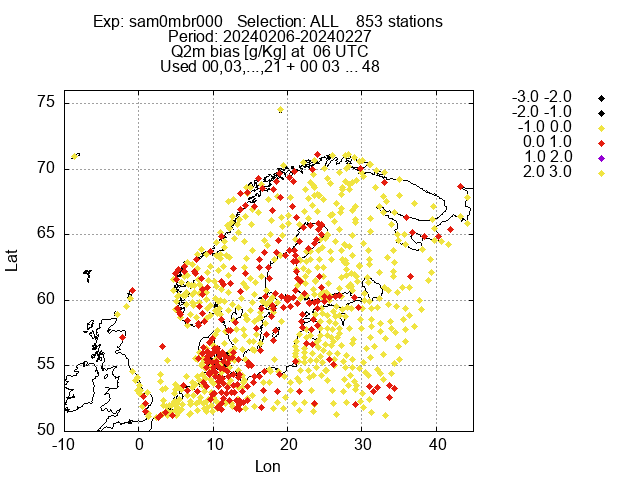 Exp: sam0mbr000 Selection: ALL 853 stations
Period: 20240206-20240227
Q2m bias [g/Kg] at 06 UTC
Used 00,03,...,21 + 00 03 ... 48
-3.0 -2.0
-2.0 -1.0
-1.0 0.0
0.0 1.0
1.0 2.0
2.0 3.0
75
70
65
60
55
50
Lat
-10 0 10 20 30 40
Lon